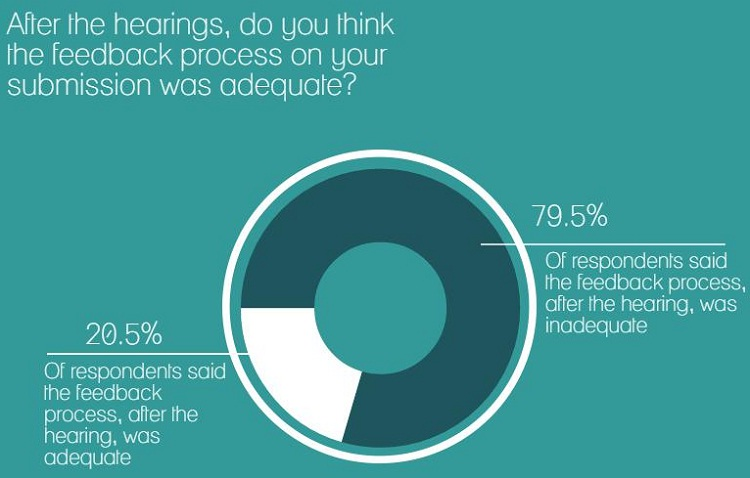 After the hearings, do you think
the feedback process on your
submission was adequate?
79.5%
Of respondents said
the feedback process,
after the hearing, was
inadequate
20.5%
Of respondents said
the feedback
process, after the
hearing, was
adequate